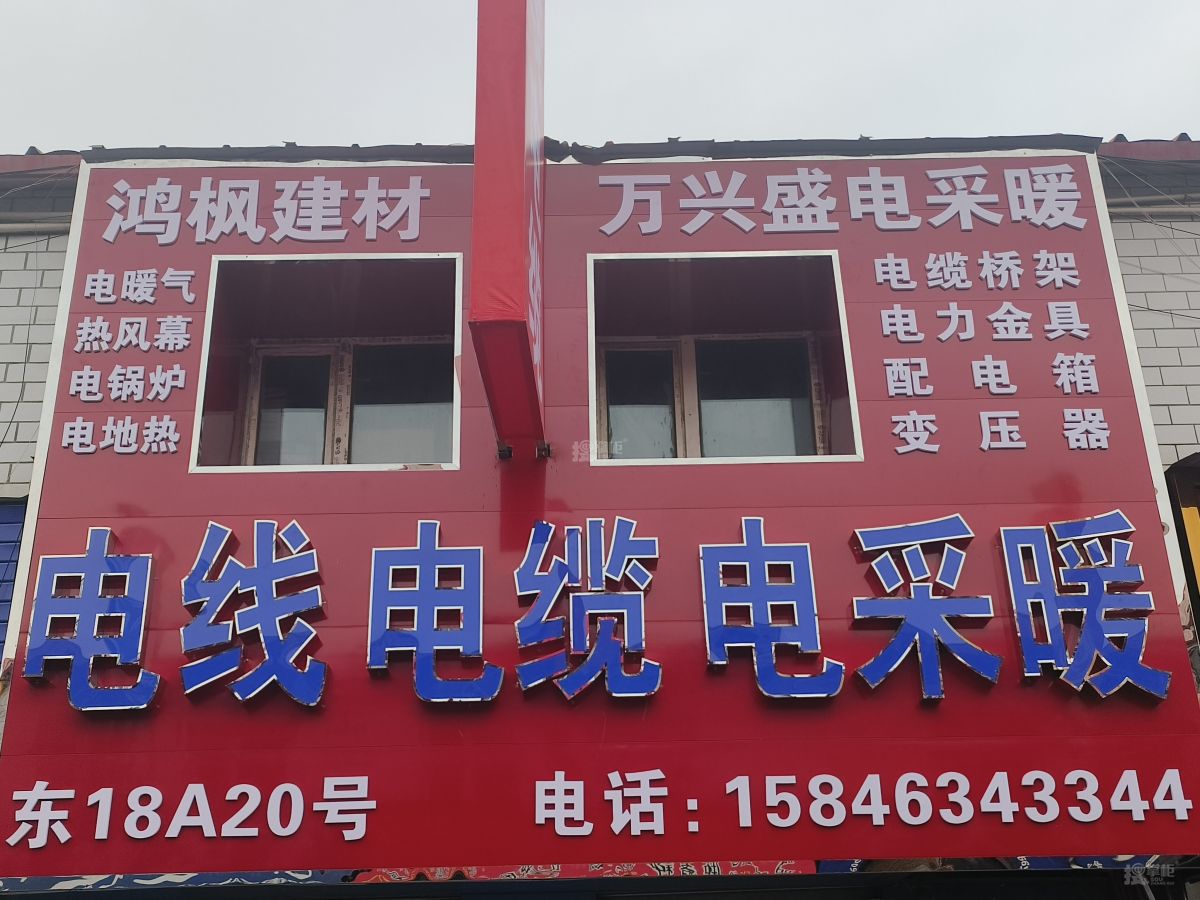 鸿枫建材
万兴盛电采暖
电暖气
热风幕
电锅炉
电地热
电缆桥架
电力金具
配电箱
变压器
电线电缆电采暖
东18A20号
电话：15846343344